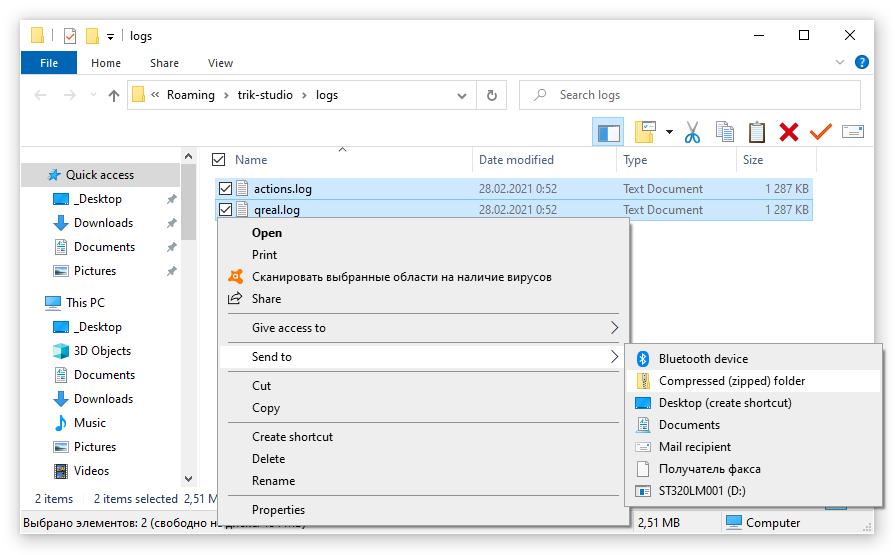 logs
File Home Share View
Roaming trik-studio logs
Search logs
Name Date modified Type Size
Quick access
_Desktop
Downloads
Documents
Pictures
This PC
_Desktop
3D Objects
Documents
Downloads
Music
Pictures
Videos
actions.log 28.02.2021 0:52 Text Document 1 287 KB
qreal.log 28.02.2021 0:52 Text Document 1 287 KB
Open
Print
Сканировать выбранные области на наличие вирусов
Share
Give access to
Send to
Cut
Copy
Create shortcut
Delete
Rename
Properties
Bluetooth device
Compressed (zipped) folder
Desktop (create shortcut)
Documents
Mail recipient
Получатель факса
ST320LM001 (D:)
2 items 2 items selected 2,51
Выбрано элементов: 2 (свободно на
2,51 MB Computer